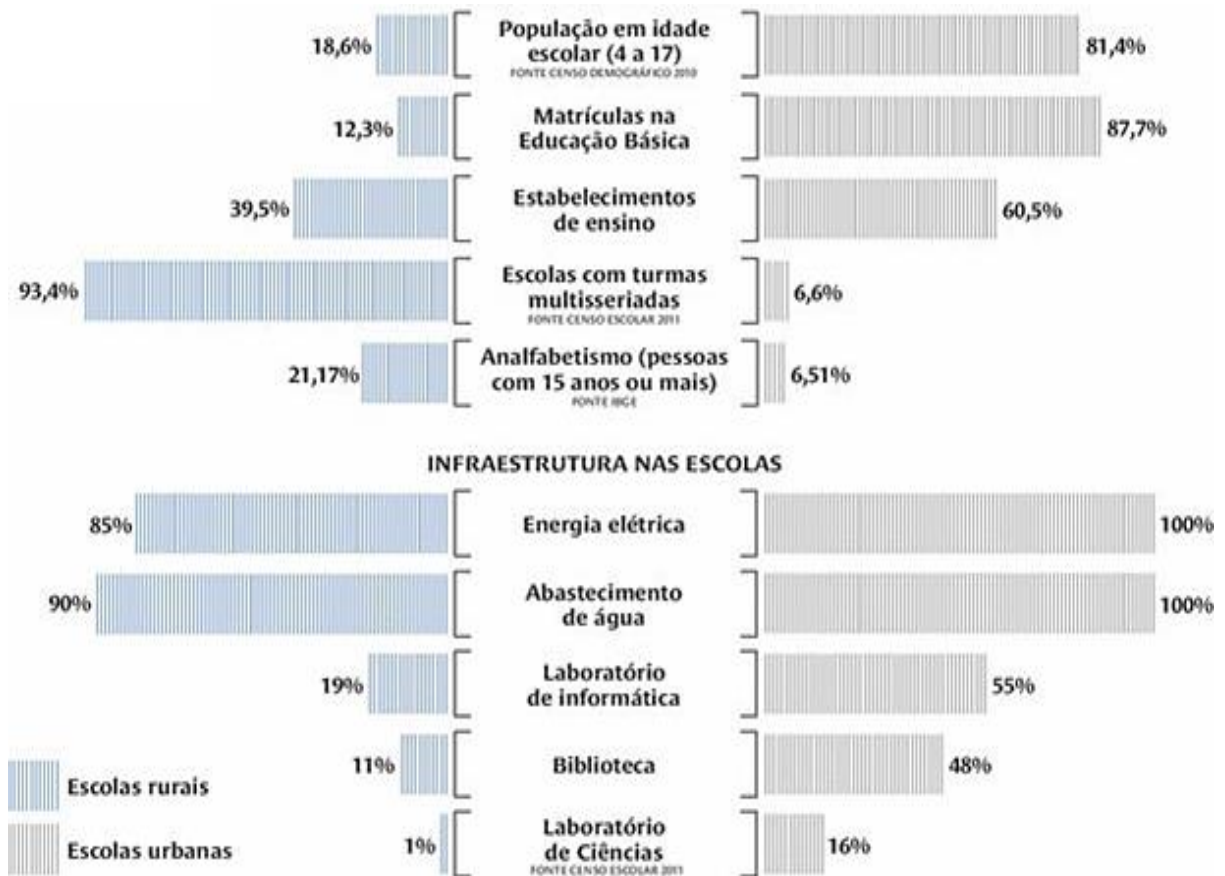 18,6%
População em idade
escolar (4 a 17)
FONTE CENSO DEMOGRÁFICO 2010
81,4%
12,3%
Matrículas na
Educação Básica
87,7%
39,5%
Estabelecimentos
de ensino
60,5%
93,4%
Escolas com turmas
multisseriadas
FONTE CENSO ESCOLAR 2011
6,6%
21,17%
Analfabetismo (pessoas
com 15 anos ou mais)
FONTE IBGE
6,51%
INFRAESTRUTURA NAS ESCOLAS
85%
Energia elétrica
100%
90%
Abastecimento
de água
100%
19%
Laboratório
de informática
55%
11%
Biblioteca
48%
1%
Laboratório
de Ciências
FONTE CENSO ESCOLAR 2011
16%
Escolas rurais
Escolas urbanas